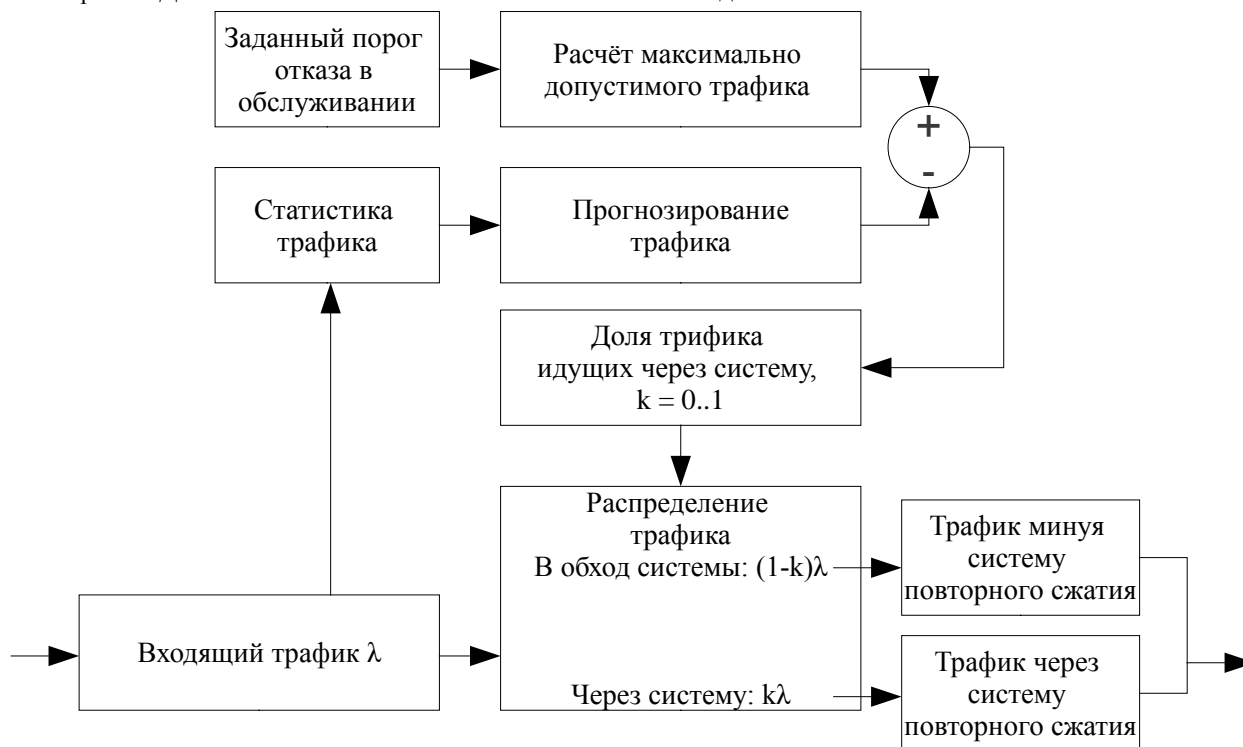 Заданный порог
отказа в
обслуживании
Расчёт максимально
допустимого трафика
+
-
Статистика
трафика
Прогнозирование
трафика
Доля трифика
идущих через систему,
k = 0..1
Распределение
трафика
В обход системы: (1-k)λ
Через систему: kλ
Трафик минуя
систему
повторного сжатия
Входящий трафик λ
Трафик через
систему
повторного сжатия